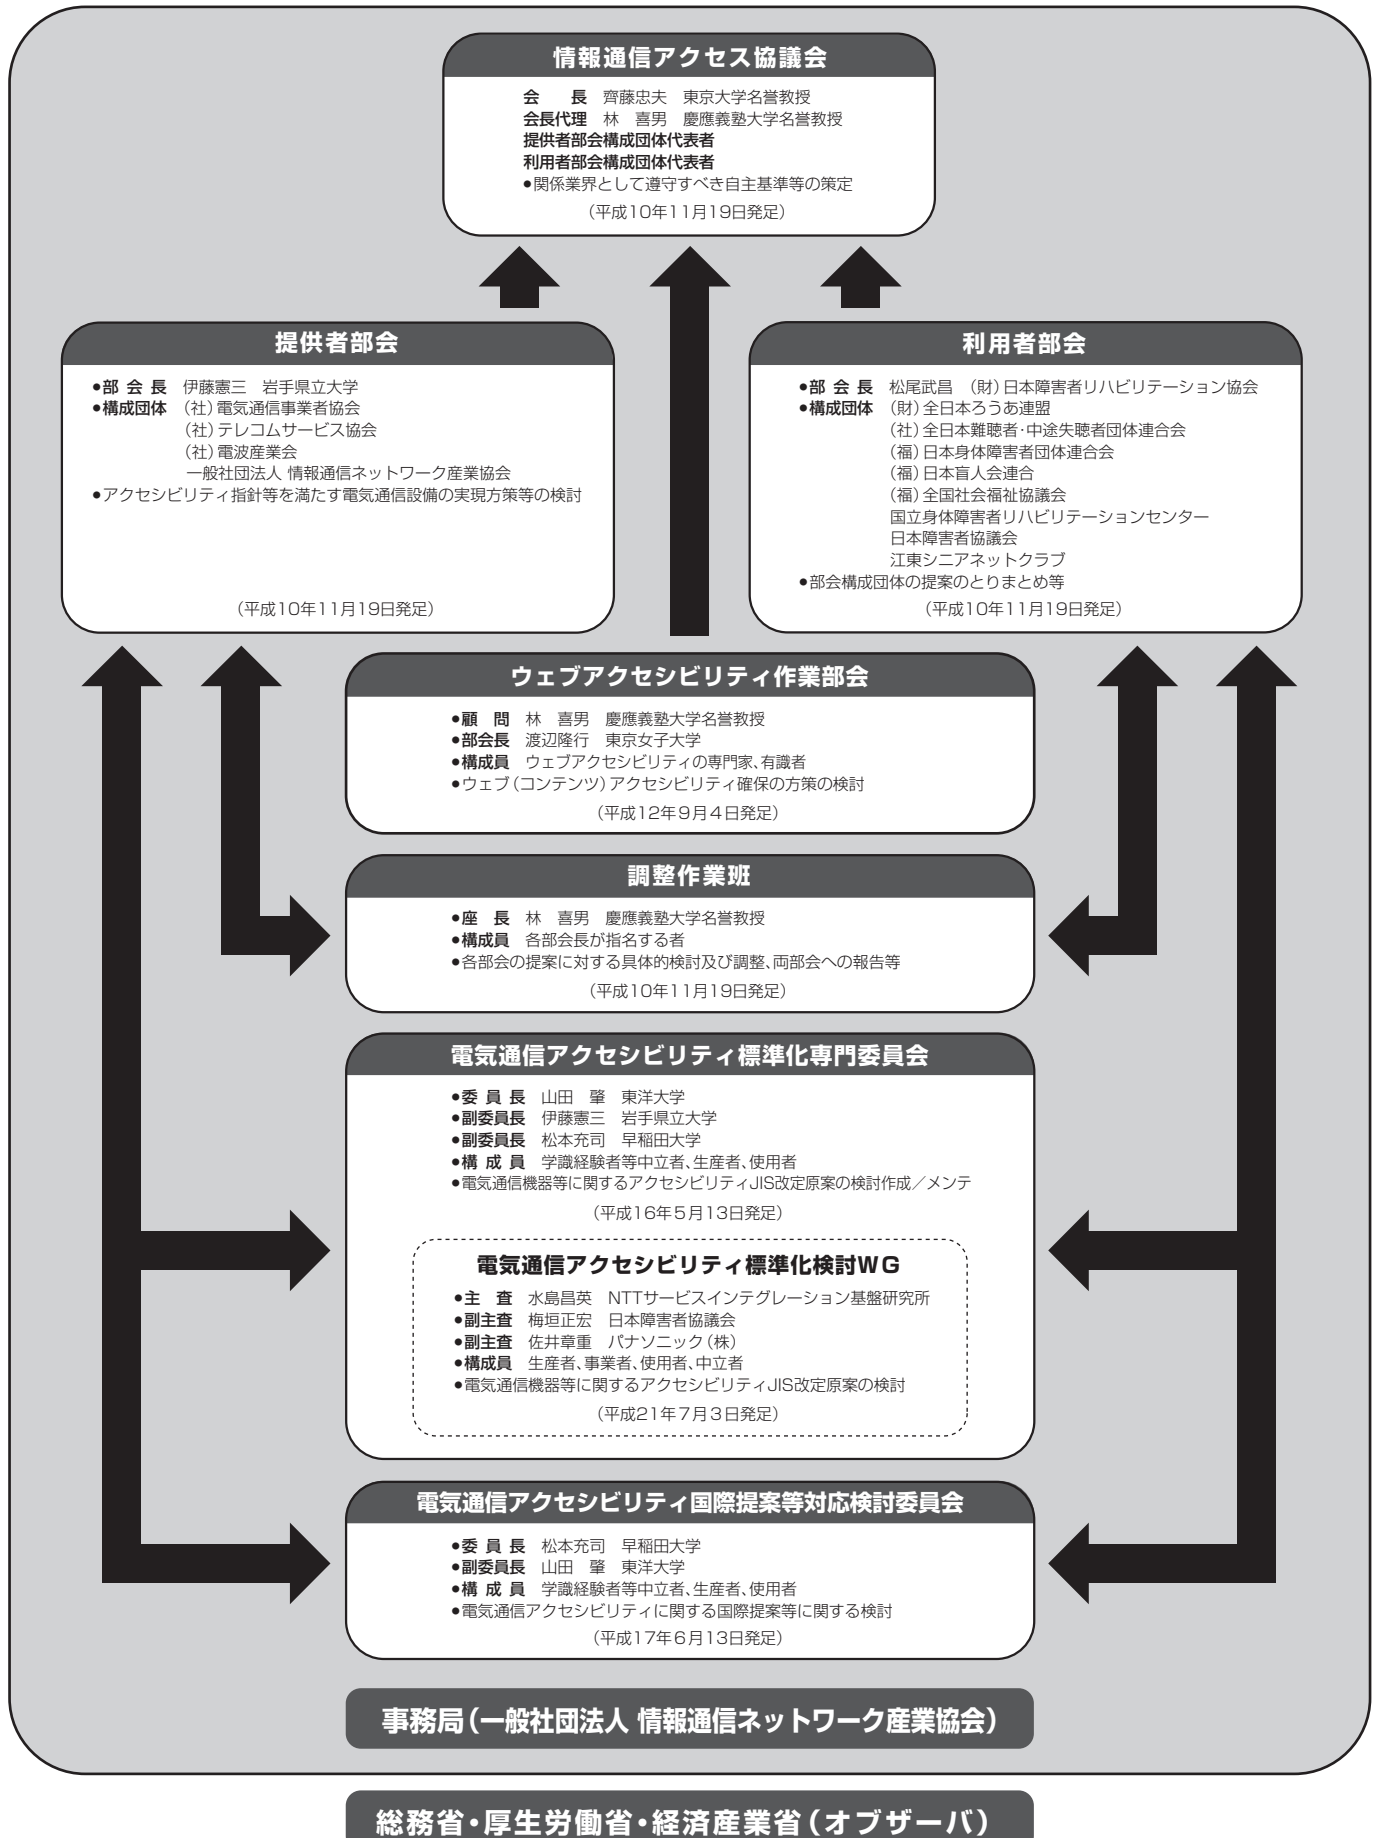 情報通信アクセス協議会
会　長　齊藤忠夫　東京大学名誉教授
会長代理　林　喜男　慶應義塾大学名誉教授
提供者部会構成団体代表者
利用者部会構成団体代表者
●関係業界として遵守すべき自主基準等の策定
（平成10年11月19日発足）
提供者部会
●部会長　伊藤憲三　岩手県立大学
●構成団体　（社）電気通信事業者協会
（社）テレコムサービス協会
（社）電波産業会
一般社団法人 情報通信ネットワーク産業協会
●アクセシビリティ指針等を満たす電気通信設備の実現方策等の検討
（平成10年11月19日発足）
利用者部会
●部会長　松尾武昌　（財）日本障害者リハビリテーション協会
●構成団体　（財）全日本ろうあ連盟
（社）全日本難聴者・中途失聴者団体連合会
（福）日本身体障害者団体連合会
（福）日本盲人会連合
（福）全国社会福祉協議会
国立身体障害者リハビリテーションセンター
日本障害者協議会
江東シニアネットクラブ
●部会構成団体の提案のとりまとめ等
（平成10年11月19日発足）
ウェブアクセシビリティ作業部会
●顧　問　林　喜男　慶應義塾大学名誉教授
●部会長　渡辺隆行　東京女子大学
●構成員　ウェブアクセシビリティの専門家、有識者
●ウェブ（コンテンツ）アクセシビリティ確保の方策の検討
（平成12年9月4日発足）
調整作業班
●座　長　林　喜男　慶應義塾大学名誉教授
●構成員　各部会長が指名する者
●各部会の提案に対する具体的検討及び調整、両部会への報告等
（平成10年11月19日発足）
電気通信アクセシビリティ標準化専門委員会
●委員長　山田　肇　東洋大学
●副委員長　伊藤憲三　岩手県立大学
●副委員長　松本充司　早稲田大学
●構成員　学識経験者等中立者、生産者、使用者
●電気通信機器等に関するアクセシビリティJIS改定原案の検討作成／メンテ
（平成16年5月13日発足）
電気通信アクセシビリティ標準化検討WG
●主　査　水島昌英　NTTサービスインテグレーション基盤研究所
●副主査　梅垣正宏　日本障害者協議会
●副主査　佐井章重　パナソニック（株）
●構成員　生産者、事業者、使用者、中立者
●電気通信機器等に関するアクセシビリティJIS改定原案の検討
（平成21年7月3日発足）
電気通信アクセシビリティ国際提案等対応検討委員会
●委員長　松本充司　早稲田大学
●副委員長　山田　肇　東洋大学
●構成員　学識経験者等中立者、生産者、使用者
●電気通信アクセシビリティに関する国際提案等に関する検討
（平成17年6月13日発足）
事務局（一般社団法人 情報通信ネットワーク産業協会）
総務省・厚生労働省・経済産業省（オブザーバ）